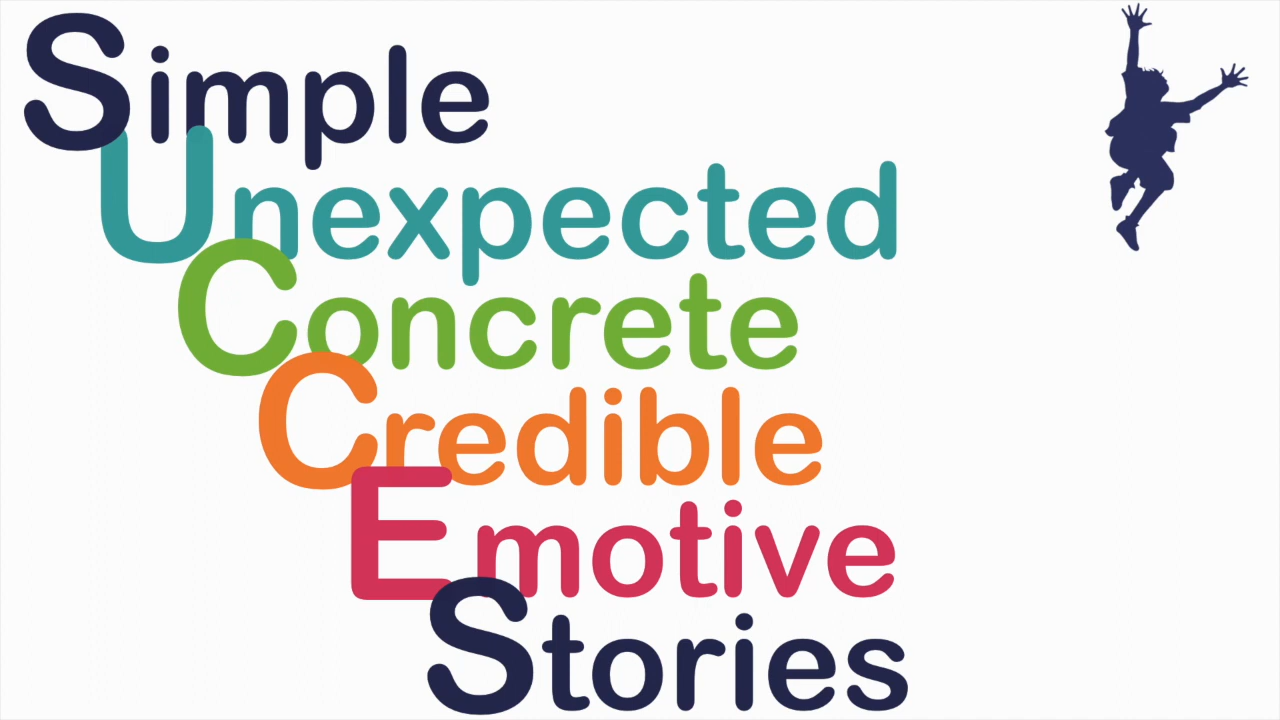 Simple
Unexpected
Concrete
Credible
Emotive
Stories